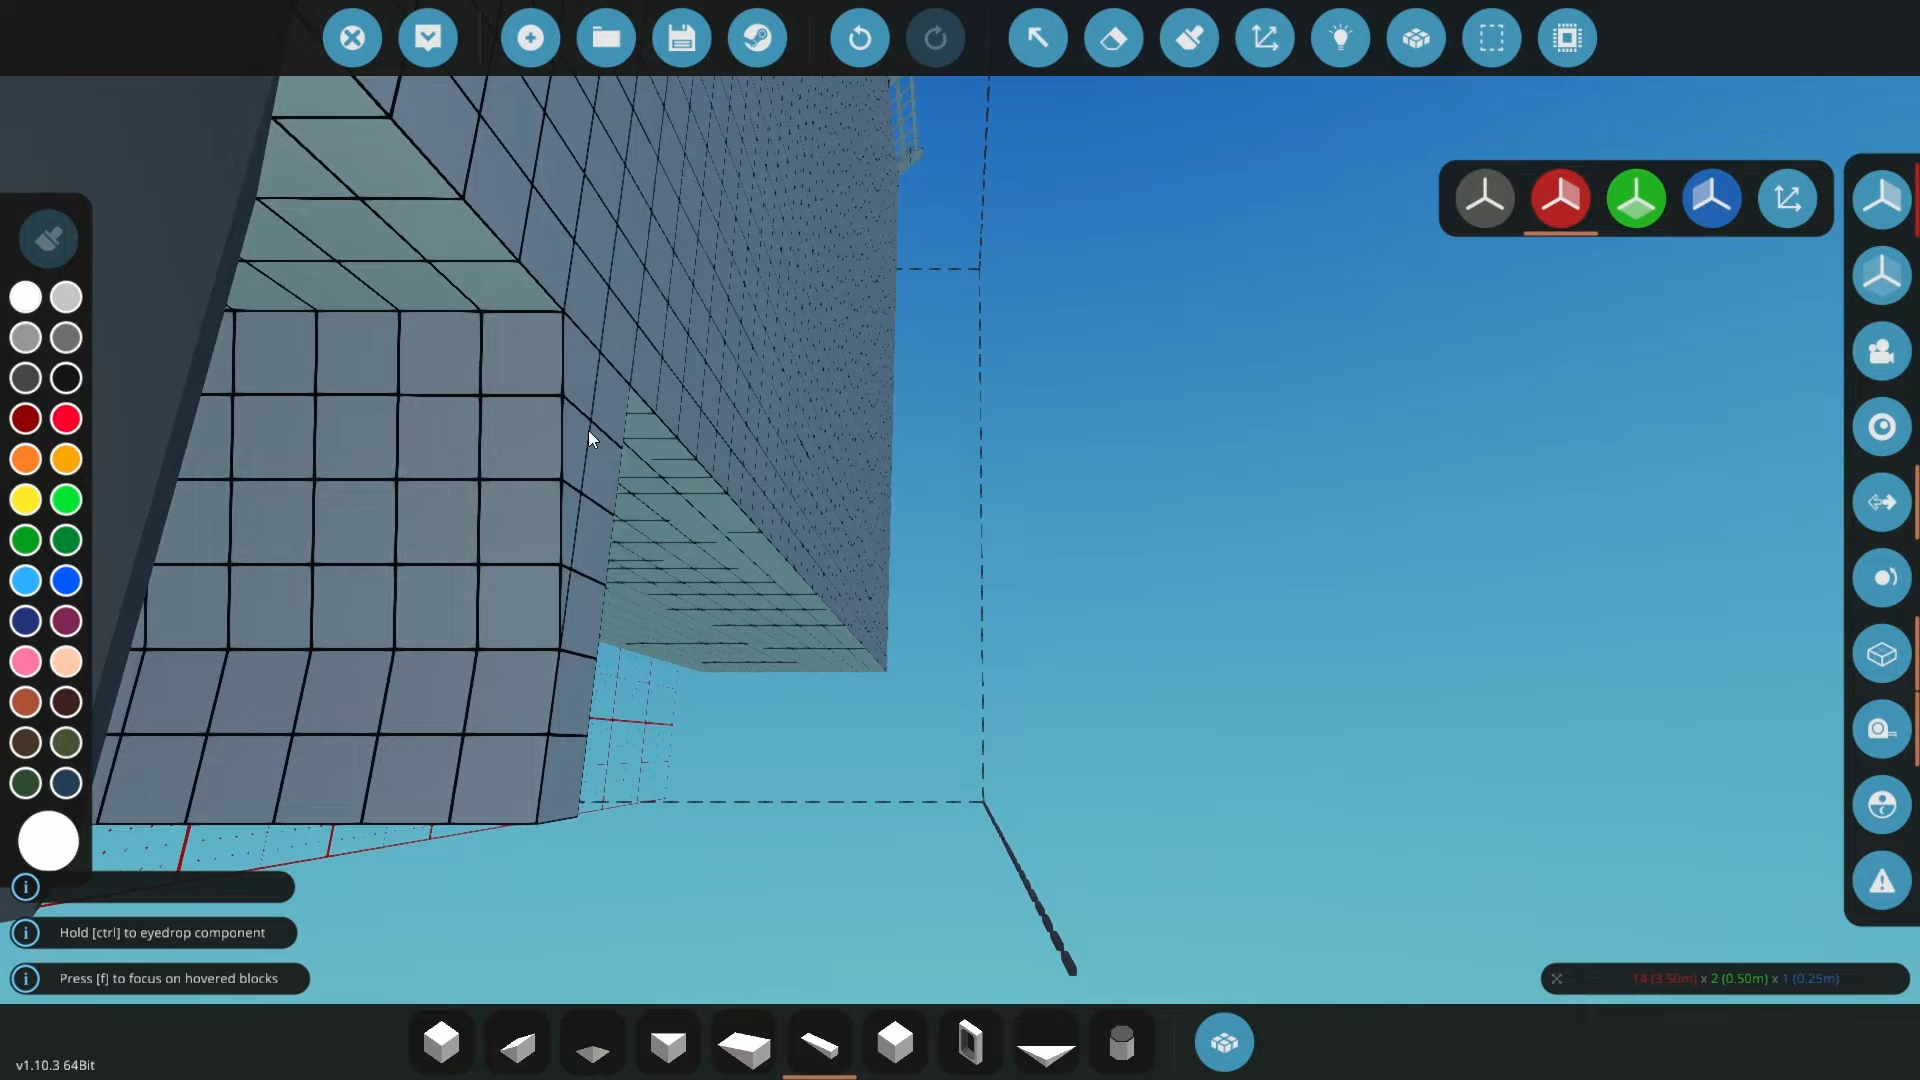 Hold [ctrl] to eyedrop component
Press [f] to focus on hovered blocks
14 (3.50m) x 2 (0.50m) x 1 (0.25m)
v1.10.3 64Bit